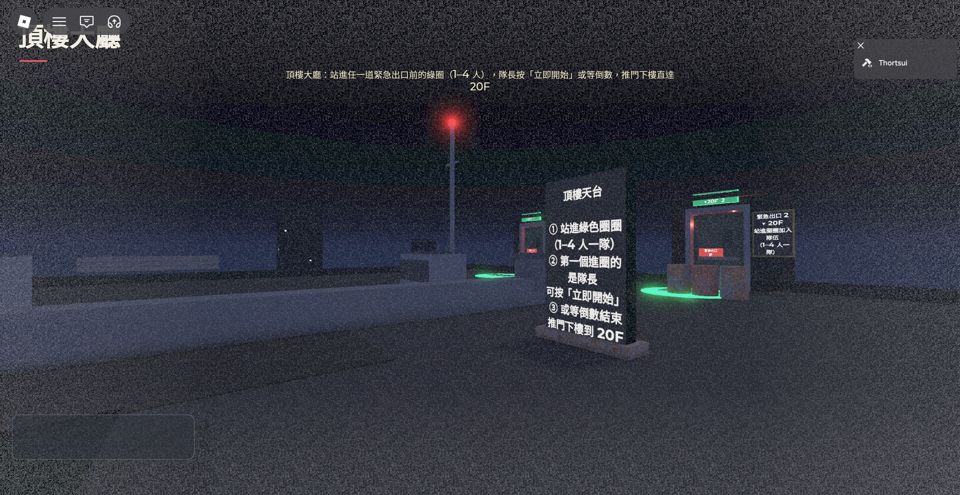 頂樓大廳
頂樓大廳：站進任一道緊急出口前的綠圈（1–4 人），隊長按「立即開始」或等倒數，推門下樓直達
20F
Thortsui
頂樓天台
① 站進綠色圈圈
（1–4 人一隊）
② 第一個進圈的
是隊長
可按「立即開始」
③ 或等倒數結束
推門下樓到 20F
緊急出口 2
▼ 20F
站進圈圈加入
隊伍
（1–4 人一
隊）